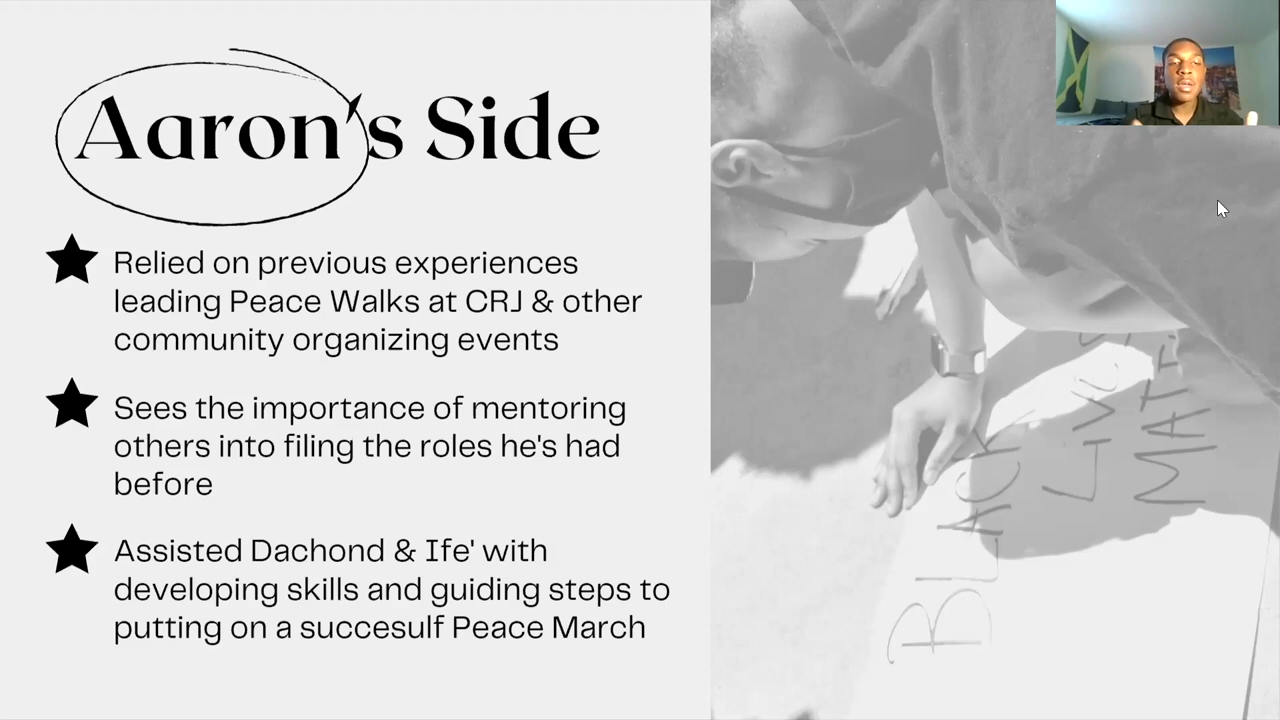 Aaron's Side
Relied on previous experiences
leading Peace Walks at CRJ & other
community organizing events
Sees the importance of mentoring
others into filing the roles he's had
before
Assisted Dachond & Ife' with
developing skills and guiding steps to
putting on a succesulf Peace March
BLACK
LIVES
MATT